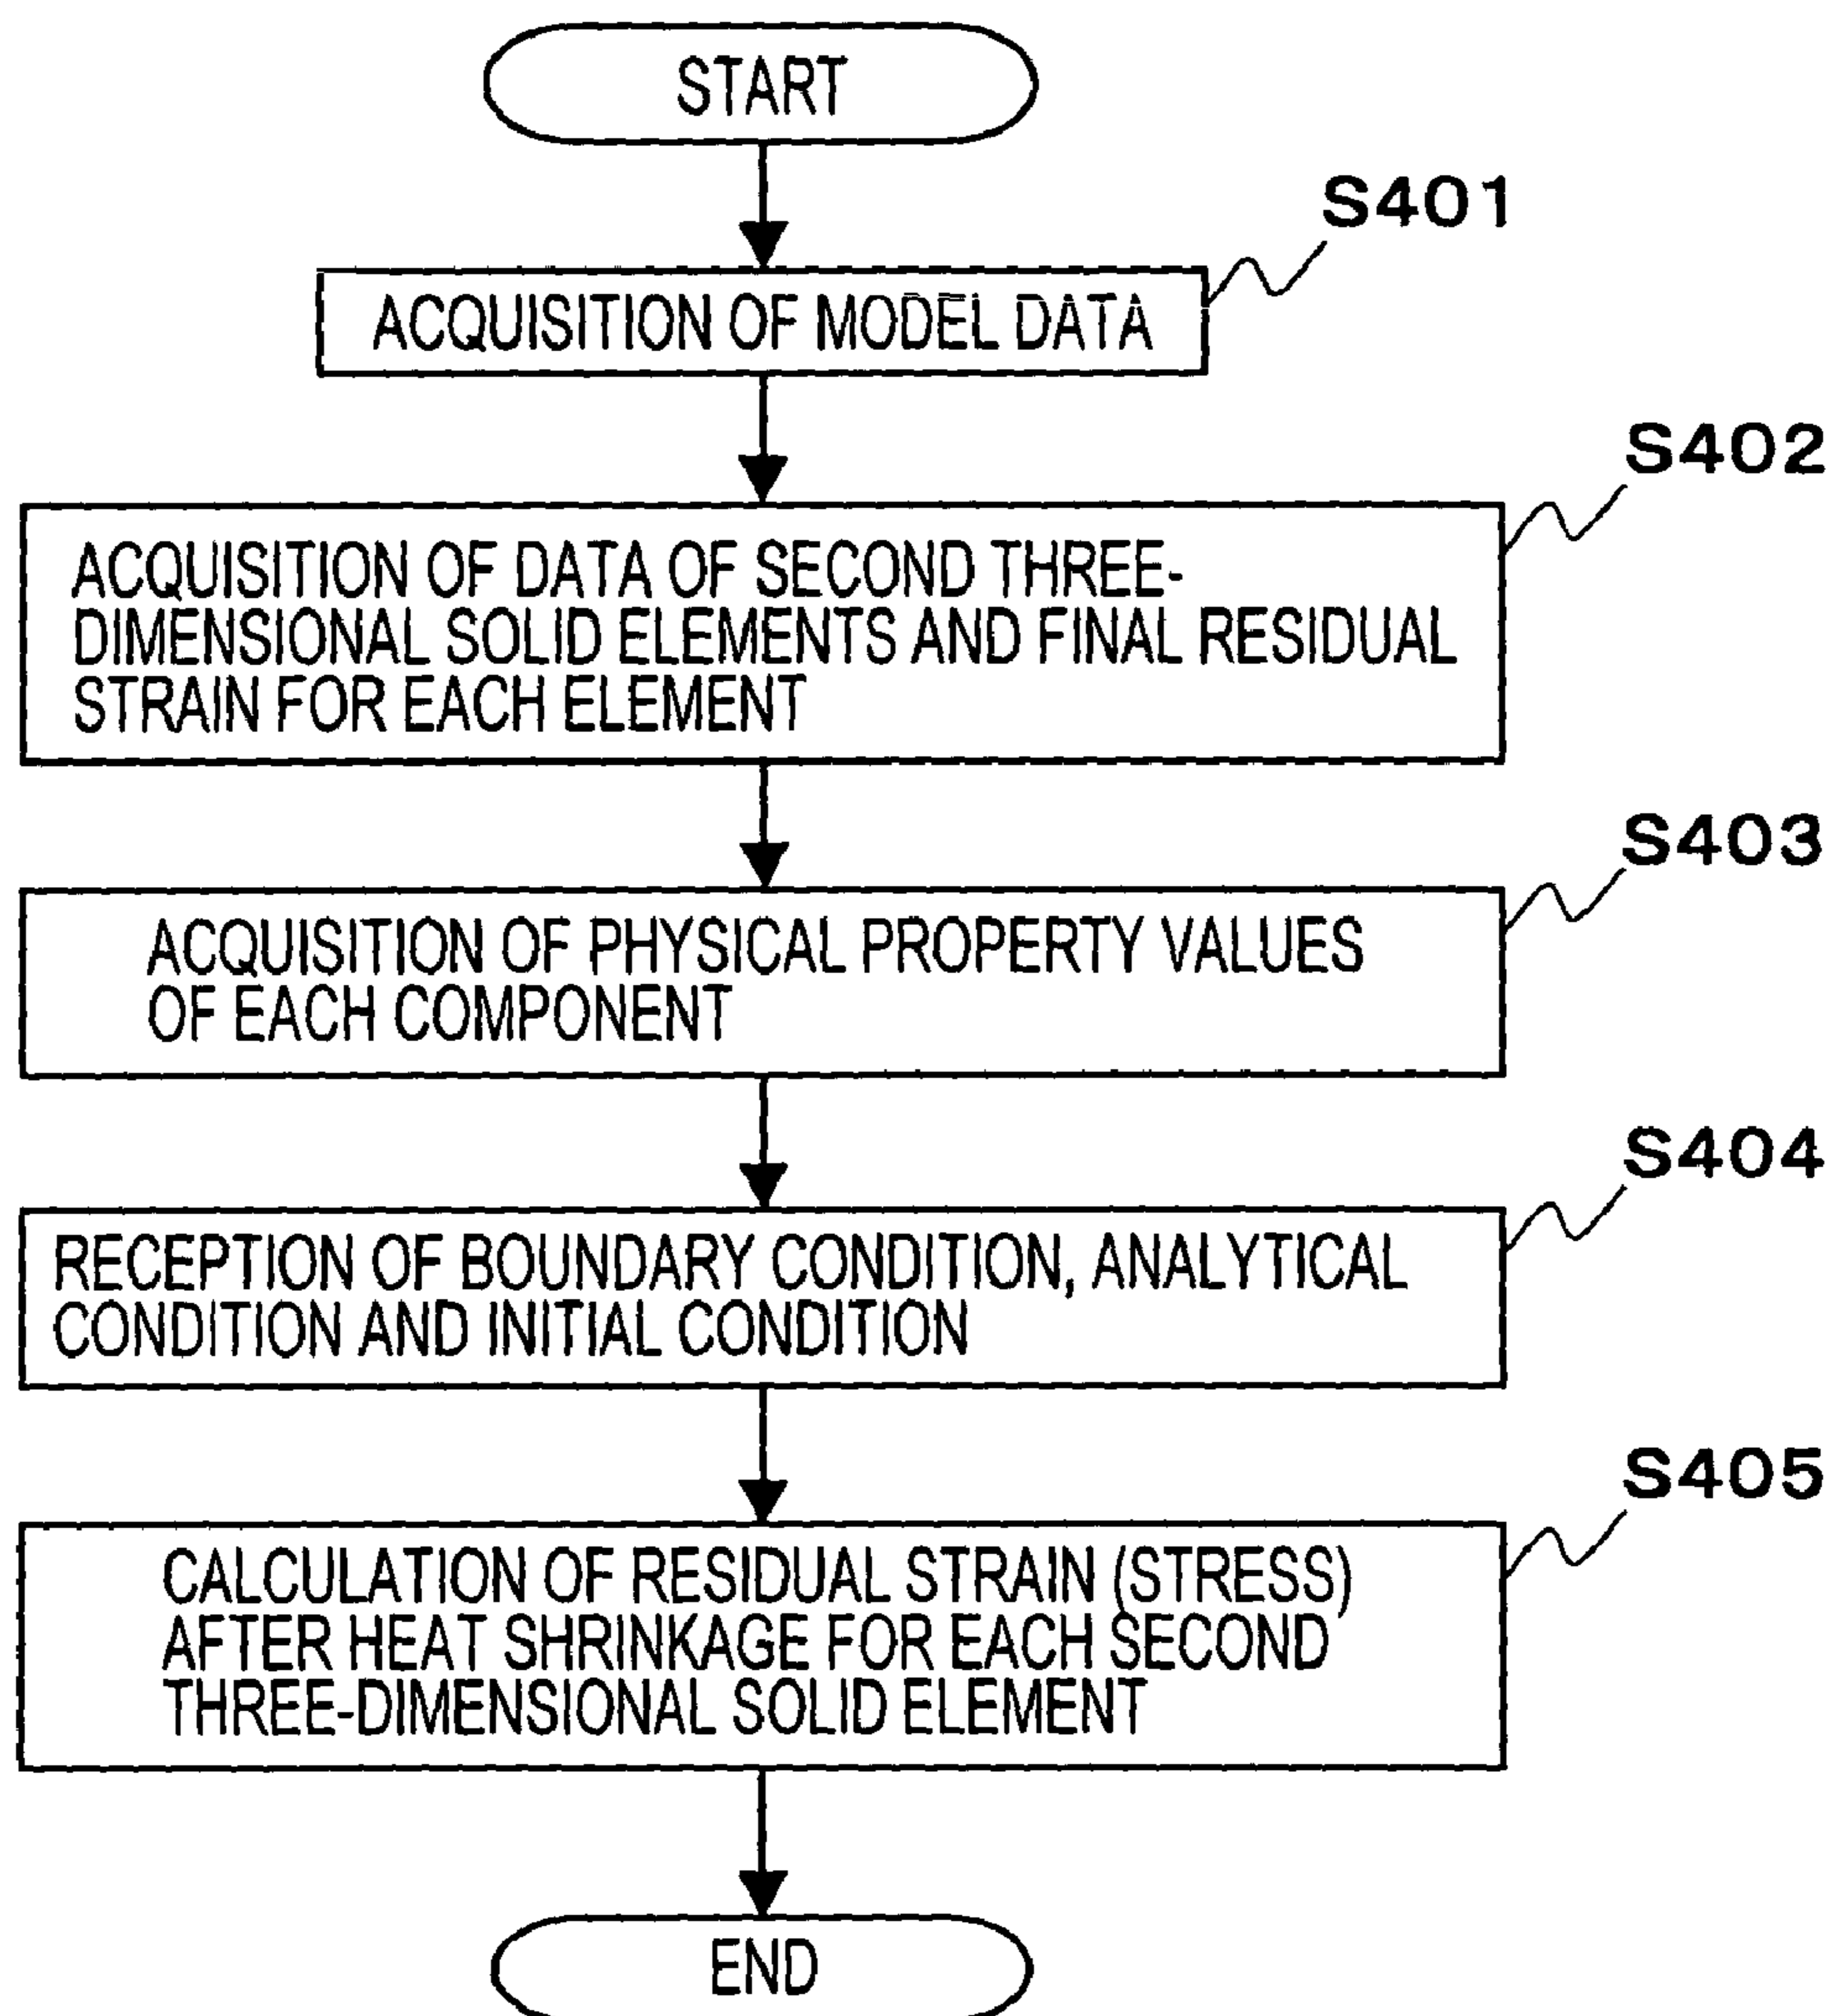 START
S401
ACQUISITION OF MODEL DATA
S402
ACQUISITION OF DATA OF SECOND THREE-
DIMENSIONAL SOLID ELEMENTS AND FINAL RESIDUAL
STRAIN FOR EACH ELEMENT
S403
ACQUISITION OF PHYSICAL PROPERTY VALUES
OF EACH COMPONENT
S404
RECEPTION OF BOUNDARY CONDITION, ANALYTICAL
CONDITION AND INITIAL CONDITION
S405
CALCULATION OF RESIDUAL STRAIN (STRESS)
AFTER HEAT SHRINKAGE FOR EACH SECOND
THREE-DIMENSIONAL SOLID ELEMENT
END